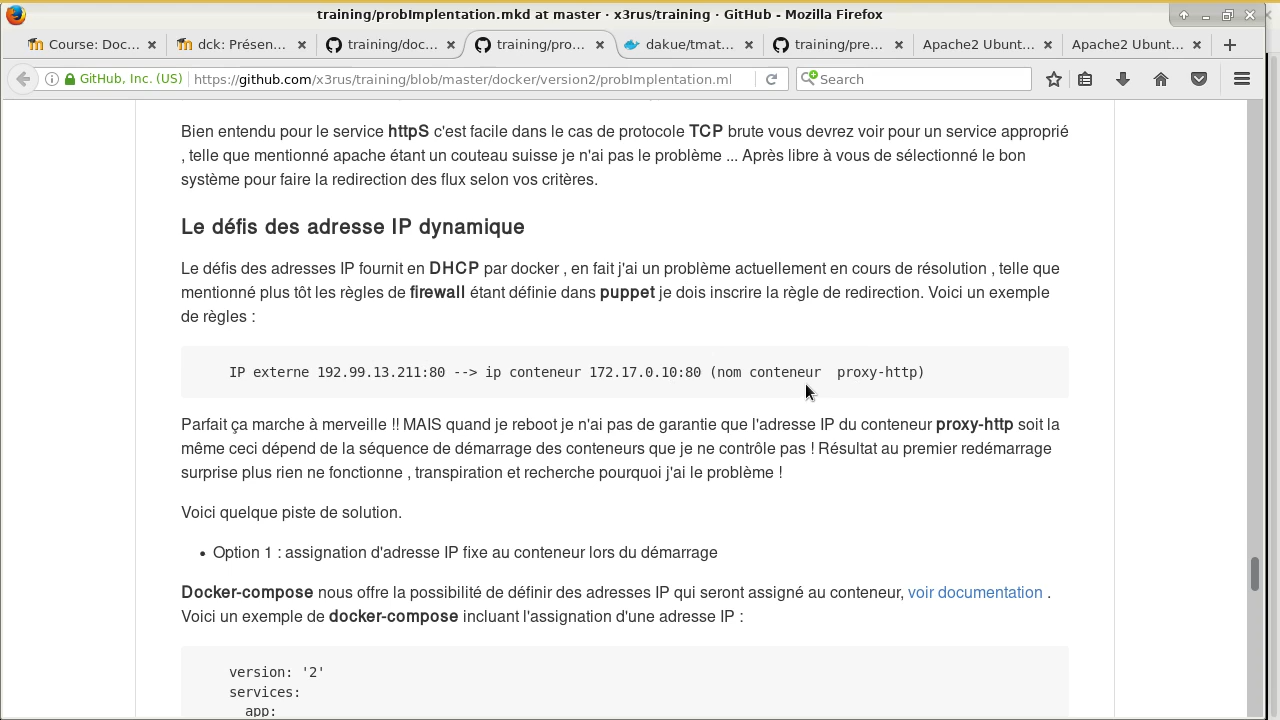 training/probImplentation.mkd at master · x3rus/training · GitHub - Mozilla Firefox
Course: Doc...
dck: Présen...
training/doc...
training/pro...
dakue/tmat...
training/pre...
Apache2 Ubunt...
Apache2 Ubunt...
GitHub, Inc. (US)
https://github.com/x3rus/training/blob/master/docker/version2/probImplentation.ml
Search
Bien entendu pour le service httpS c'est facile dans le cas de protocole TCP brute vous devrez voir pour un service approprié
, telle que mentionné apache étant un couteau suisse je n'ai pas le problème ... Après libre à vous de sélectionné le bon
système pour faire la redirection des flux selon vos critères.
Le défis des adresse IP dynamique
Le défis des adresses IP fournit en DHCP par docker , en fait j'ai un problème actuellement en cours de résolution , telle que
mentionné plus tôt les règles de firewall étant définie dans puppet je dois inscrire la règle de redirection. Voici un exemple
de règles :
IP externe 192.99.13.211:80 --> ip conteneur 172.17.0.10:80 (nom conteneur  proxy-http)
Parfait ça marche à merveille !! MAIS quand je reboot je n'ai pas de garantie que l'adresse IP du conteneur proxy-http soit la
même ceci dépend de la séquence de démarrage des conteneurs que je ne contrôle pas ! Résultat au premier redémarrage
surprise plus rien ne fonctionne , transpiration et recherche pourquoi j'ai le problème !
Voici quelque piste de solution.
• Option 1 : assignation d'adresse IP fixe au conteneur lors du démarrage
Docker-compose nous offre la possibilité de définir des adresses IP qui seront assigné au conteneur, voir documentation .
Voici un exemple de docker-compose incluant l'assignation d'une adresse IP :
version: '2'
services:
app: